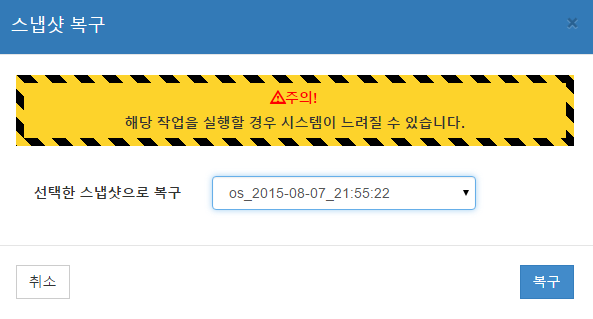 스냅샷 복구
×
⚠주의!
해당 작업을 실행할 경우 시스템이 느려질 수 있습니다.
선택한 스냅샷으로 복구
os_2015-08-07_21:55:22
취소
복구